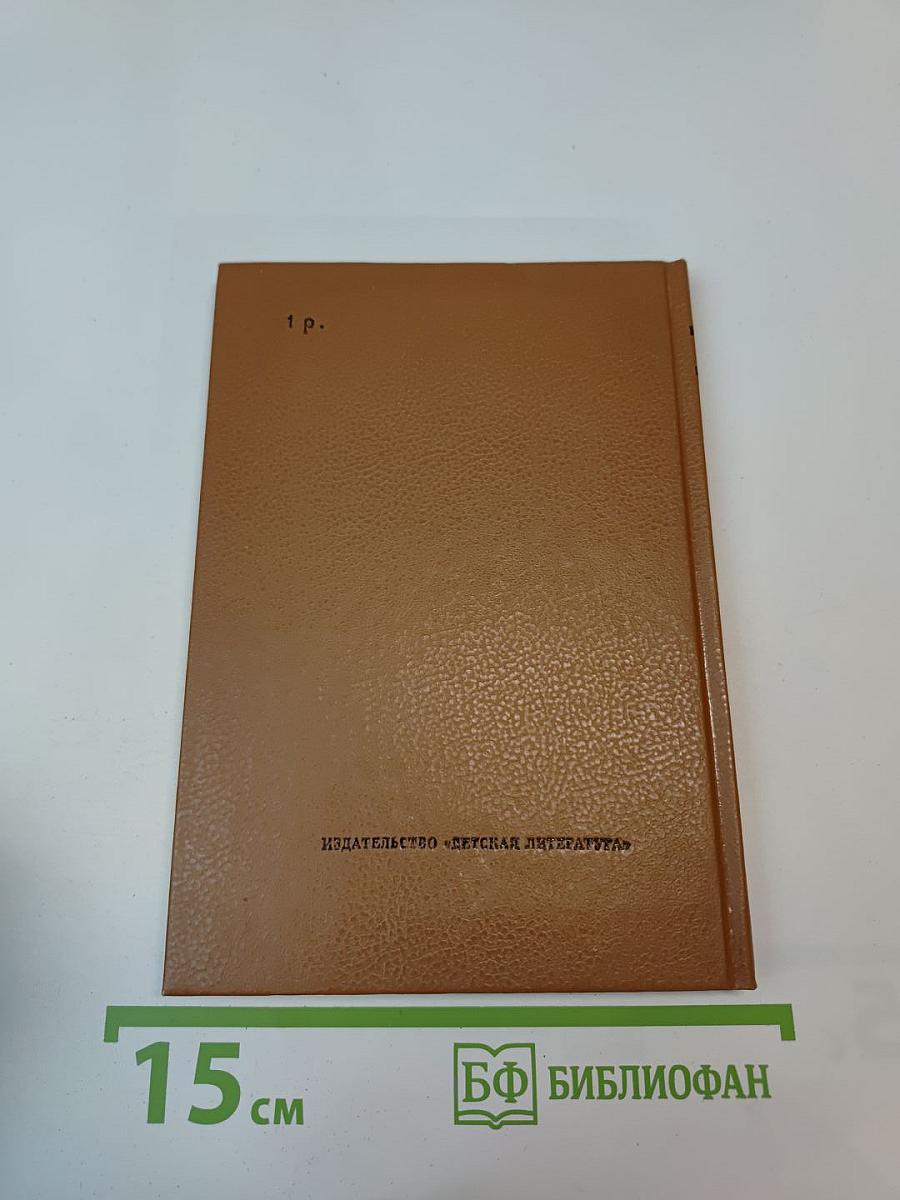 1 р.
ИЗДАТЕЛЬСТВО «ДЕТСКАЯ ЛИТЕРАТУРА»
15 см
БФ БИБЛИОФАН